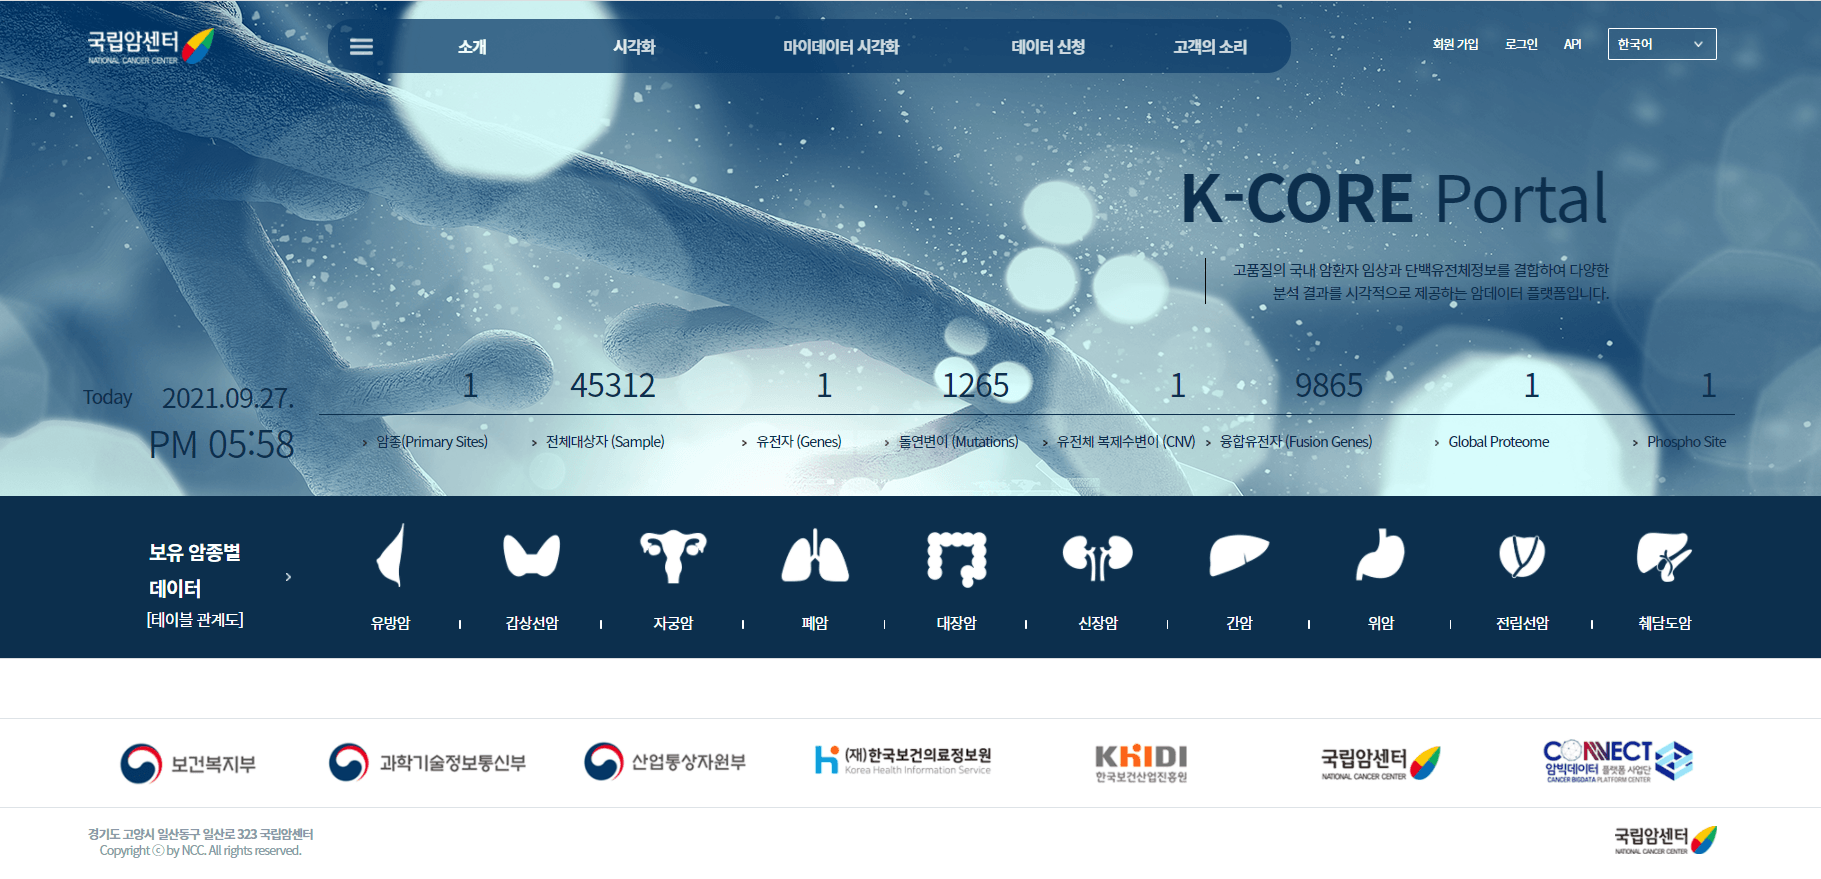 국립암센터
NATIONAL CANCER CENTER
소개
시각화
마이데이터 시각화
데이터 신청
고객의 소리
회원 가입
로그인
API
한국어
K-CORE Portal
고품질의 국내 암환자 임상과 단백유전체정보를 결합하여 다양한
분석 결과를 시각적으로 제공하는 암데이터 플랫폼입니다.
Today 2021.09.27.
PM 05:58
1
암종(Primary Sites)
45312
전체대상자 (Sample)
1
유전자 (Genes)
1265
돌연변이 (Mutations)
1
유전체 복제수변이 (CNV)
9865
융합유전자 (Fusion Genes)
1
Global Proteome
1
Phospho Site
보유 암종별
데이터
[테이블 관계도]
유방암
갑상선암
자궁암
폐암
대장암
신장암
간암
위암
전립선암
췌담도암
보건복지부
과학기술정보통신부
산업통상자원부
(재)한국보건의료정보원
Korea Health Information Service
KHIDI
한국보건산업진흥원
국립암센터
NATIONAL CANCER CENTER
CONNECT
암빅데이터 플랫폼 사업단
CANCER BIGDATA PLATFORM CENTER
경기도 고양시 일산동구 일산로 323 국립암센터
Copyright ⓒ by NCC. All rights reserved.
국립암센터
NATIONAL CANCER CENTER